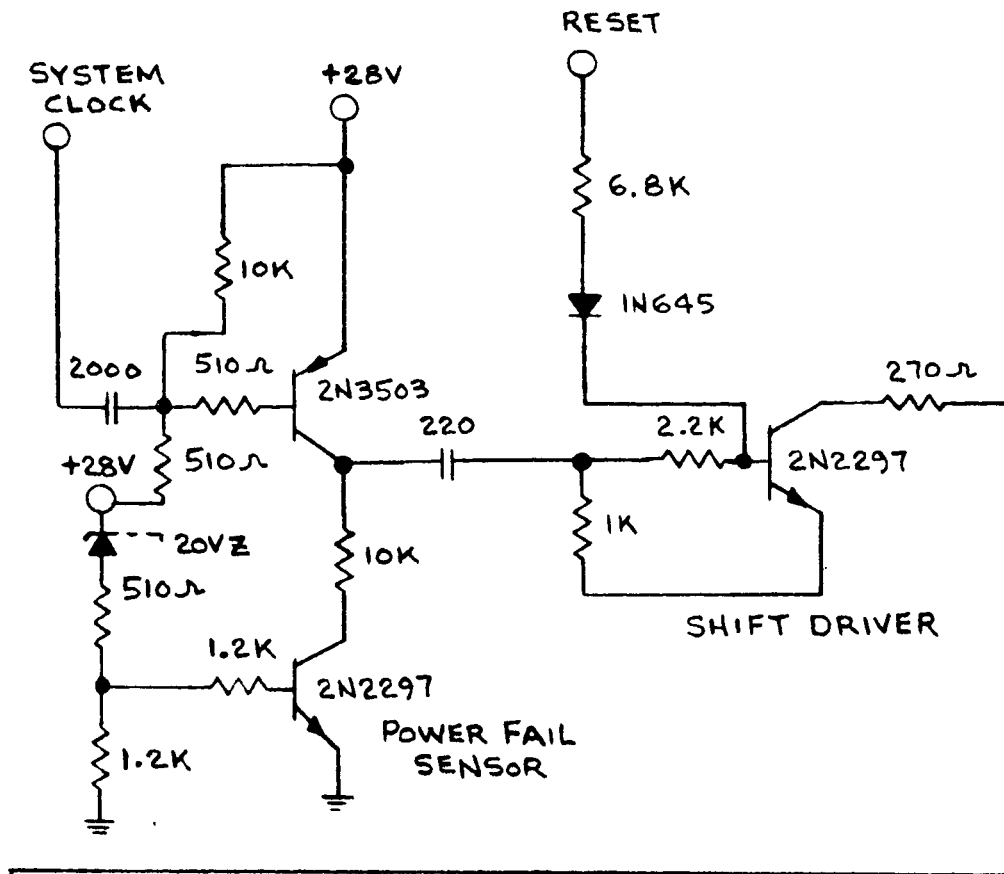 RESET
SYSTEM
CLOCK
+28V
6.8K
10K
1N645
2000
510Ω
2N3503
270Ω
220
2.2K
+28V
510Ω
2N2297
20VZ
10K
1K
510Ω
SHIFT DRIVER
1.2K
2N2297
POWER FAIL
SENSOR
1.2K